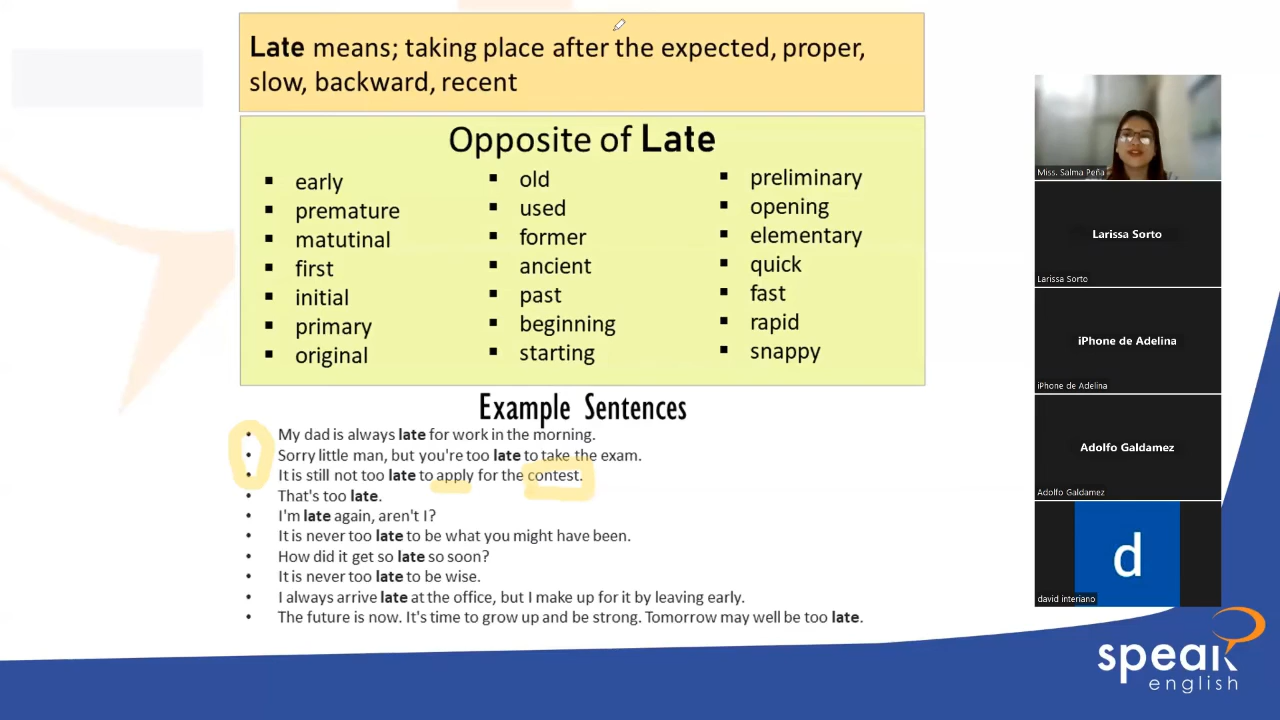 Late means; taking place after the expected, proper,
slow, backward, recent
Opposite of Late
early
premature
matutinal
first
initial
primary
original
old
used
former
ancient
past
beginning
starting
preliminary
opening
elementary
quick
fast
rapid
snappy
Example Sentences
My dad is always late for work in the morning.
Sorry little man, but you're too late to take the exam.
It is still not too late to apply for the contest.
That's too late.
I'm late again, aren't I?
It is never too late to be what you might have been.
How did it get so late so soon?
It is never too late to be wise.
I always arrive late at the office, but I make up for it by leaving early.
The future is now. It's time to grow up and be strong. Tomorrow may well be too late.
Miss. Salma Peña
Larissa Sorto
Larissa Sorto
iPhone de Adelina
iPhone de Adelina
Adolfo Galdamez
Adolfo Galdamez
d
david interiano
speak
english